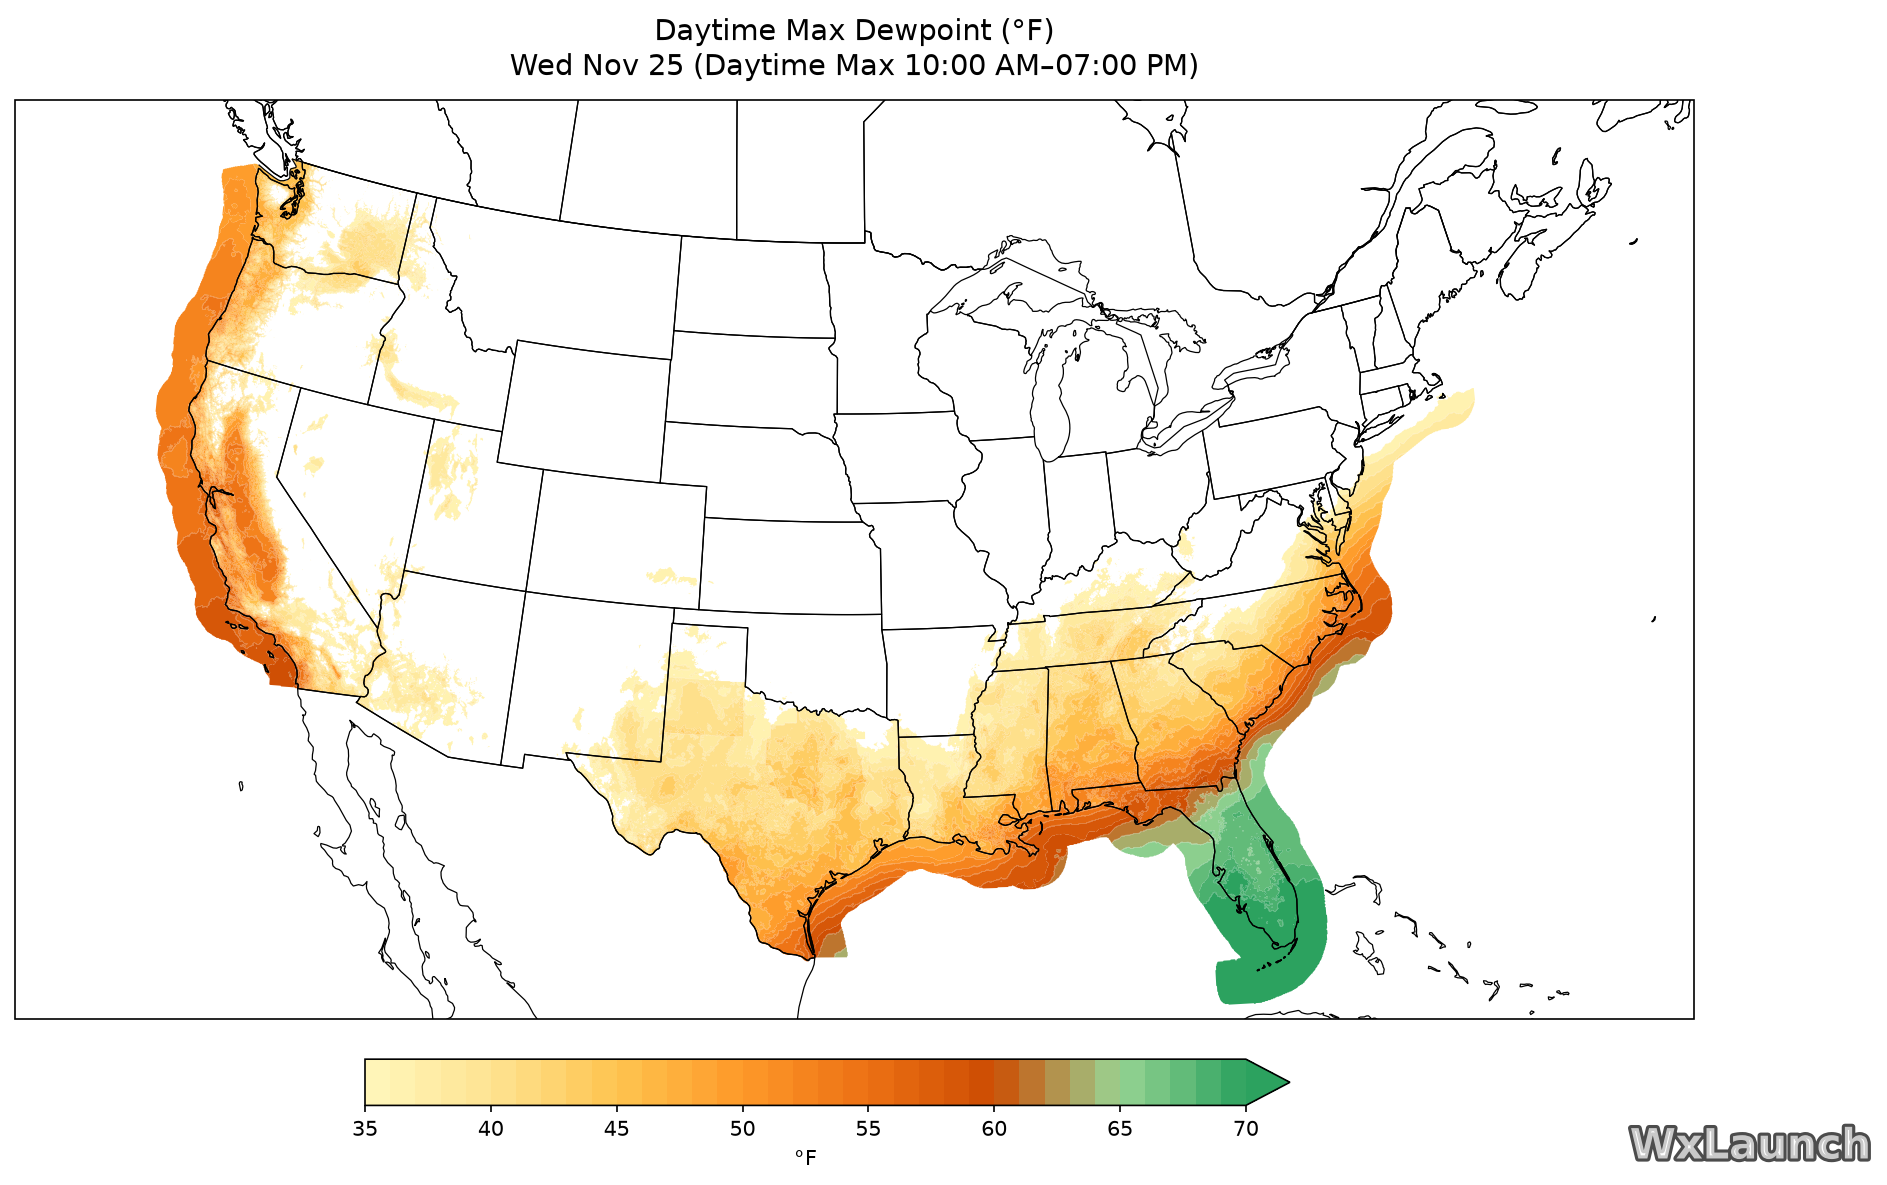 Daytime Max Dewpoint (°F)
Wed Nov 25 (Daytime Max 10:00 AM–07:00 PM)
35 40 45 50 55 60 65 70
°F
WxLaunch